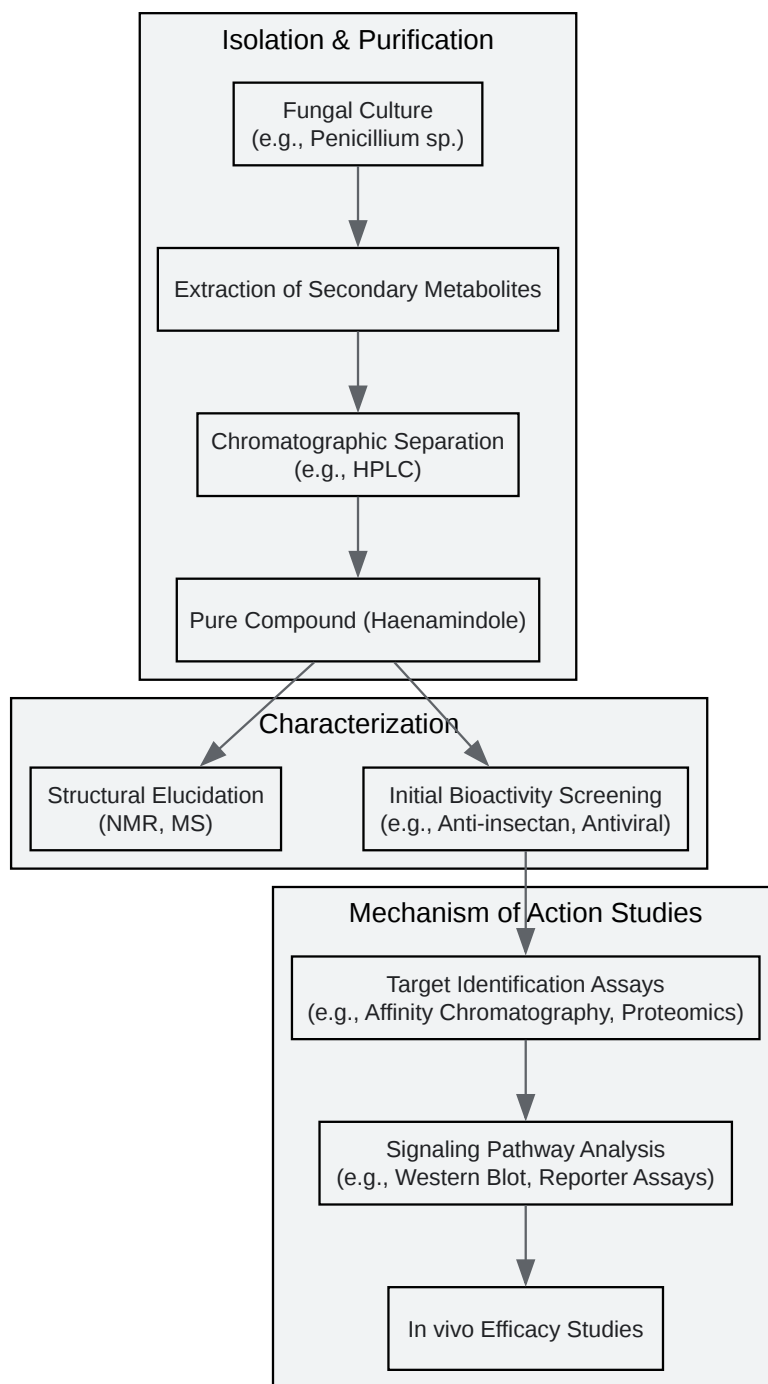 Isolation & Purification
Fungal Culture
(e.g., Penicillium sp.)
Extraction of Secondary Metabolites
Chromatographic Separation
(e.g., HPLC)
Pure Compound (Haenamindole)
Characterization
Structural Elucidation
(NMR, MS)
Initial Bioactivity Screening
(e.g., Anti-insectan, Antiviral)
Mechanism of Action Studies
Target Identification Assays
(e.g., Affinity Chromatography, Proteomics)
Signaling Pathway Analysis
(e.g., Western Blot, Reporter Assays)
In vivo Efficacy Studies